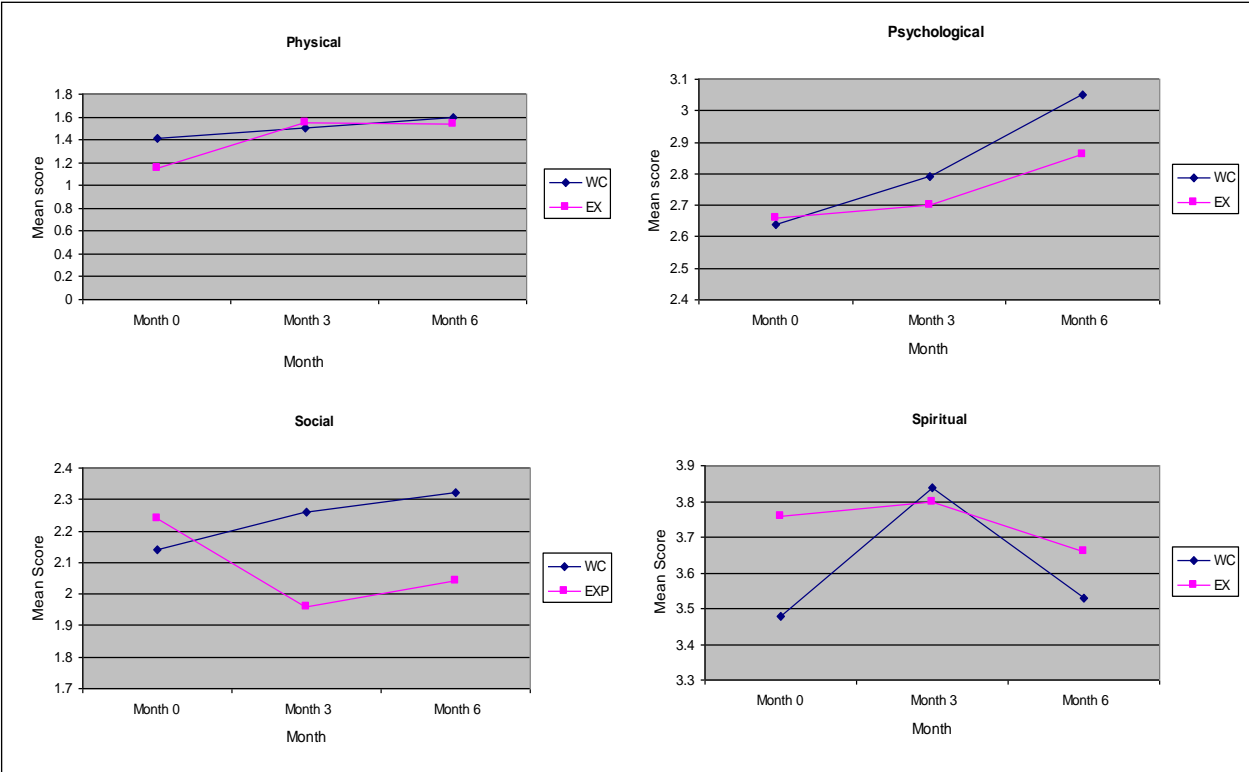 Physical
Mean score
1.8
1.6
1.4
1.2
1
0.8
0.6
0.4
0.2
0
Month 0 Month 3 Month 6
Month
WC
EX
Psychological
Mean score
3.1
3
2.9
2.8
2.7
2.6
2.5
2.4
Month 0 Month 3 Month 6
Month
WC
EX
Social
Mean Score
2.4
2.3
2.2
2.1
2
1.9
1.8
1.7
Month 0 Month 3 Month 6
Month
WC
EXP
Spiritual
Mean Score
3.9
3.8
3.7
3.6
3.5
3.4
3.3
Month 0 Month 3 Month 6
Month
WC
EX